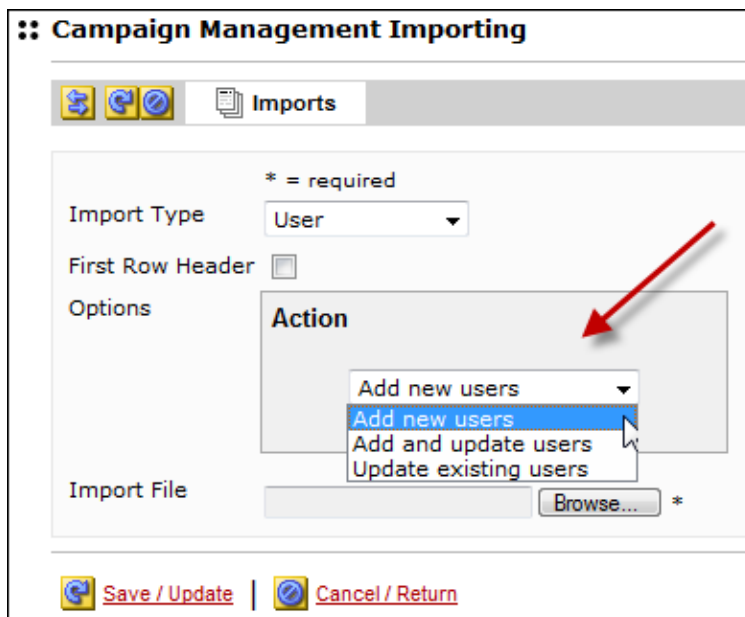 Campaign Management Importing
Imports
* = required
Import Type User
First Row Header
Options
Action
Add new users
Add new users
Add and update users
Update existing users
Import File Browse... *
Save / Update | Cancel / Return